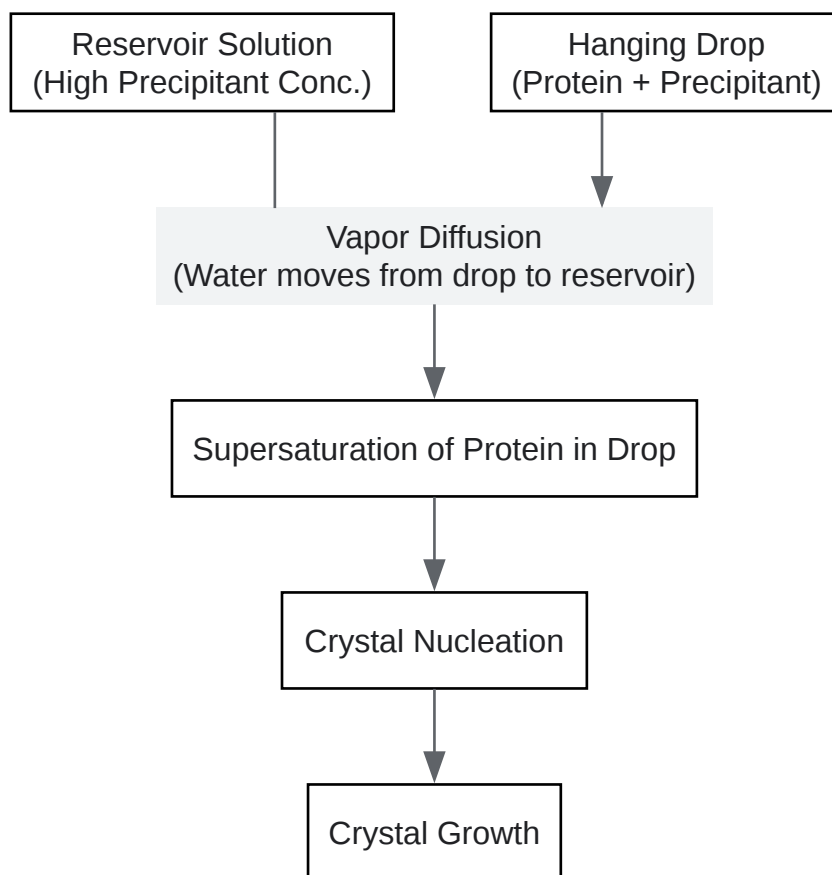 Reservoir Solution
(High Precipitant Conc.)
Hanging Drop
(Protein + Precipitant)
Vapor Diffusion
(Water moves from drop to reservoir)
Supersaturation of Protein in Drop
Crystal Nucleation
Crystal Growth